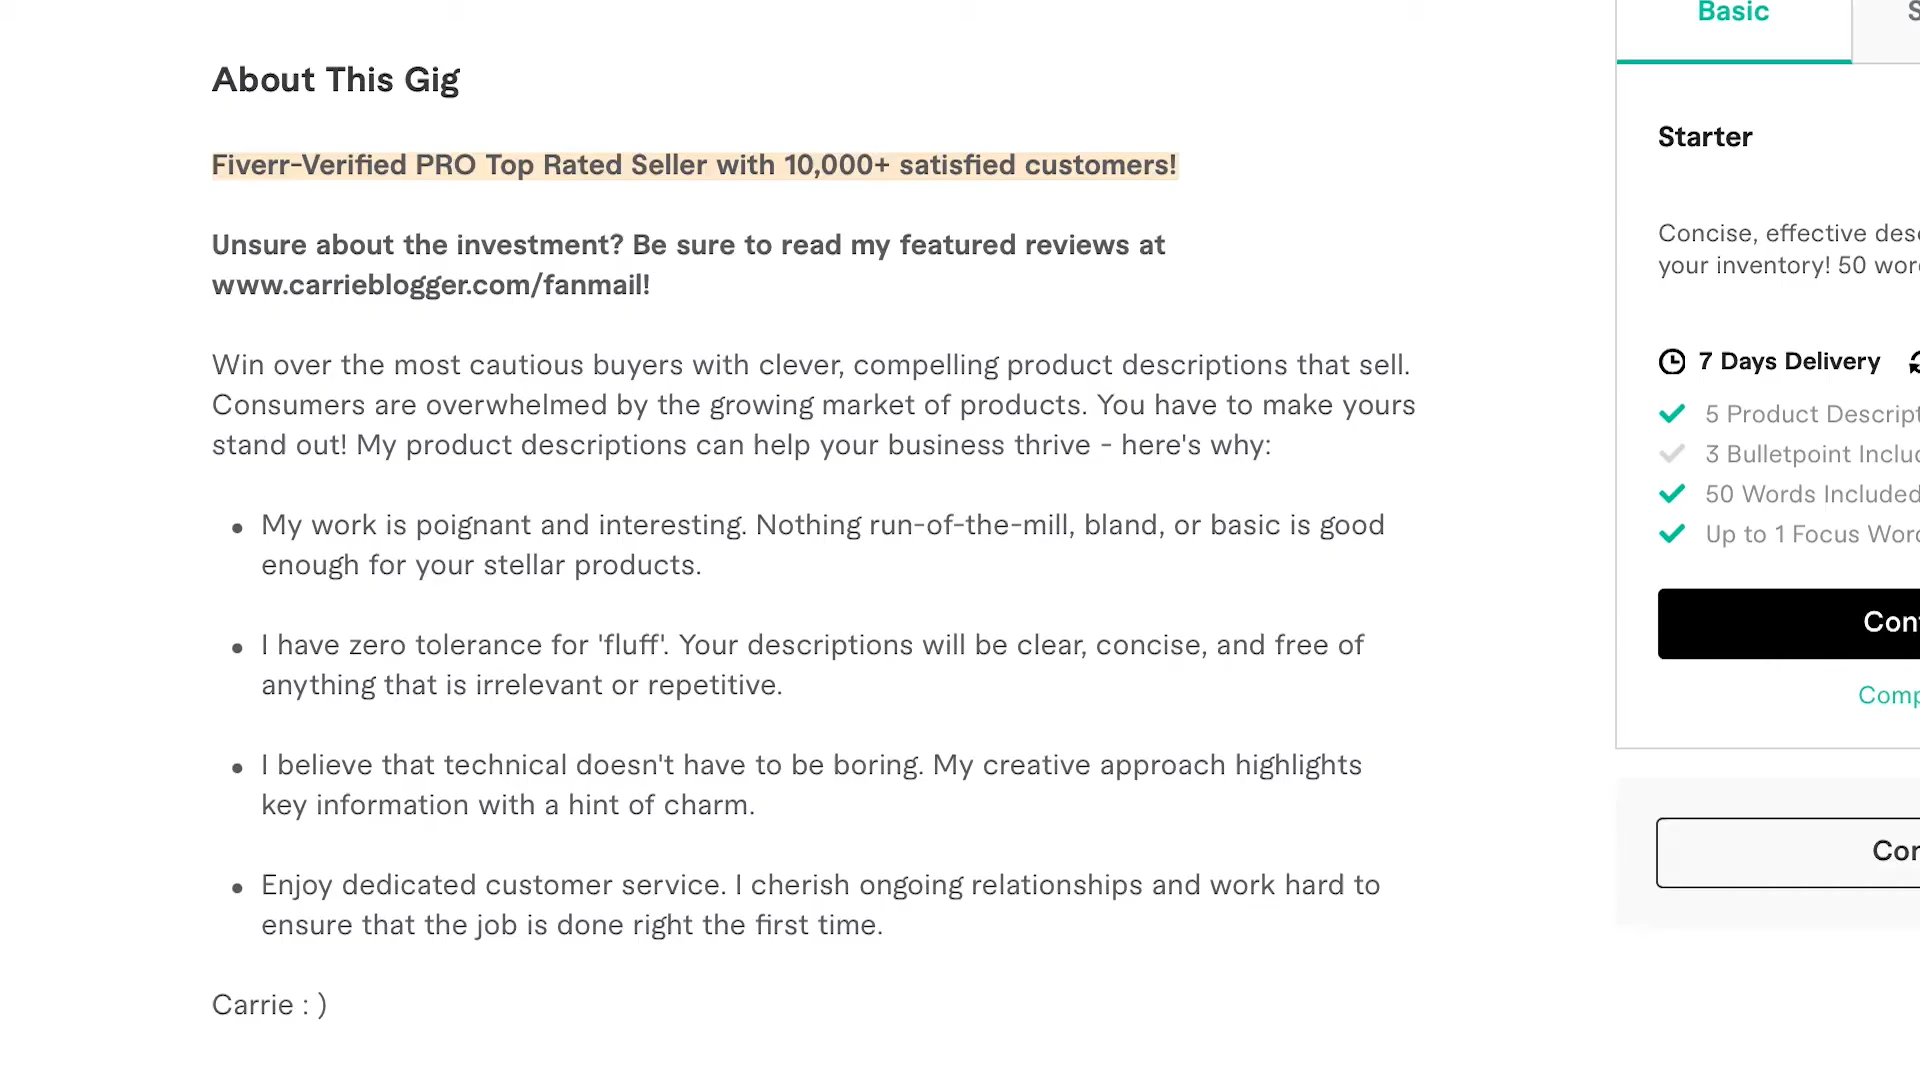 Basic
About This Gig
Starter
Fiverr-Verified PRO Top Rated Seller with 10,000+ satisfied customers!
Unsure about the investment? Be sure to read my featured reviews at
www.carrieblogger.com/fanmail!
Concise, effective
your inventory! 50
Win over the most cautious buyers with clever, compelling product descriptions that sell.
Consumers are overwhelmed by the growing market of products. You have to make yours
stand out! My product descriptions can help your business thrive - here's why:
7 Days Delivery
5 Product
3 Bulletpoint
50 Words Included
Up to 1 Focus
• My work is poignant and interesting. Nothing run-of-the-mill, bland, or basic is good
enough for your stellar products.
• I have zero tolerance for 'fluff'. Your descriptions will be clear, concise, and free of
anything that is irrelevant or repetitive.
• I believe that technical doesn't have to be boring. My creative approach highlights
key information with a hint of charm.
• Enjoy dedicated customer service. I cherish ongoing relationships and work hard to
ensure that the job is done right the first time.
Carrie : )